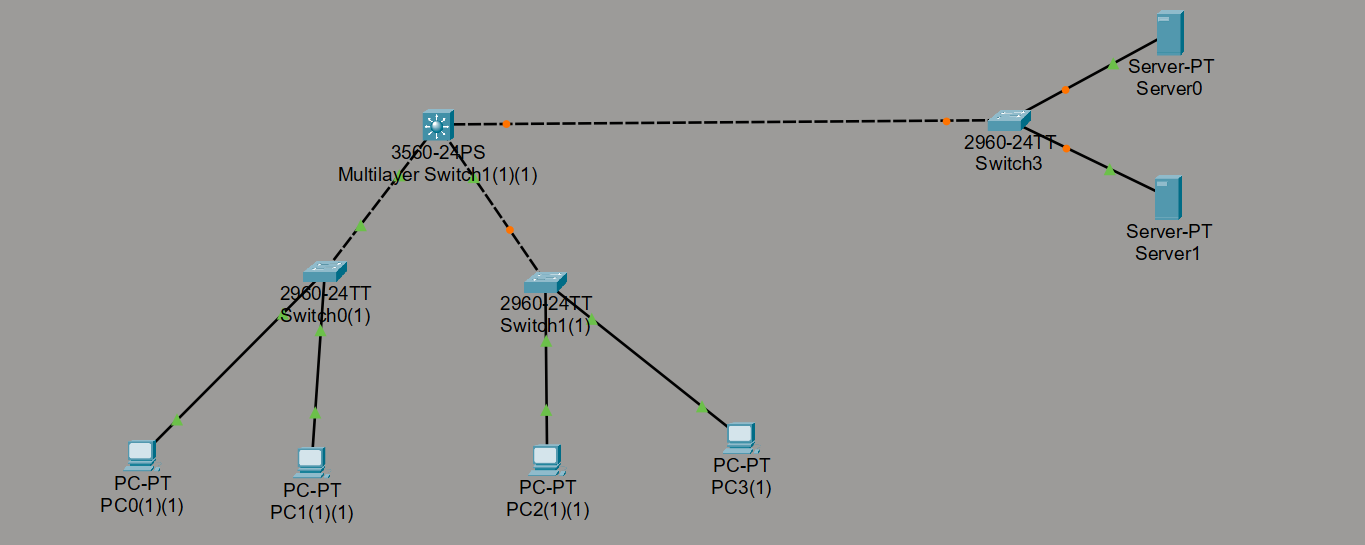 Server-PT
Server0
3560-24PS
Multilayer Switch1(1)(1)
2960-24TT
Switch3
Server-PT
Server1
2960-24TT
Switch0(1)
2960-24TT
Switch1(1)
PC-PT
PC0(1)(1)
PC-PT
PC1(1)(1)
PC-PT
PC2(1)(1)
PC-PT
PC3(1)